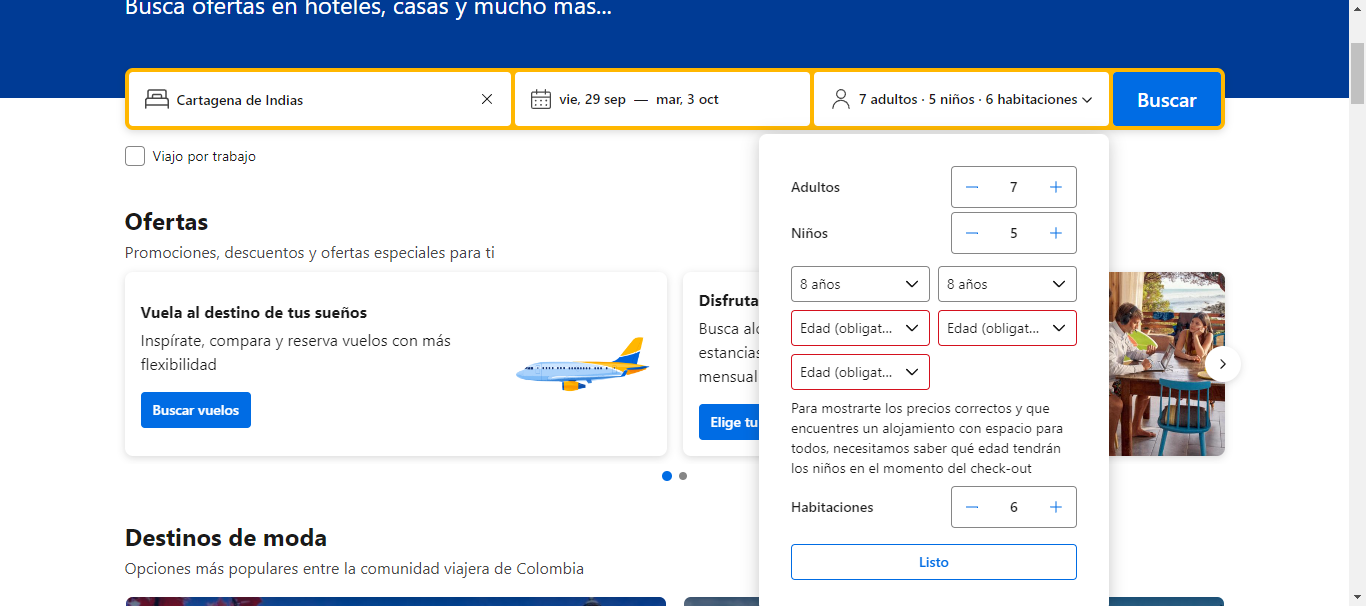 Busca ofertas en hoteles, casas y mucho más...
Cartagena de Indias
vie, 29 sep — mar, 3 oct
7 adultos · 5 niños · 6 habitaciones
Buscar
Viajo por trabajo
Adultos
7
Niños
5
8 años
8 años
Edad (obligat...
Edad (obligat...
Edad (obligat...
Para mostrarte los precios correctos y que
encuentres un alojamiento con espacio para
todos, necesitamos saber qué edad tendrán
los niños en el momento del check-out
Habitaciones
6
Listo
Ofertas
Promociones, descuentos y ofertas especiales para ti
Vuela al destino de tus sueños
Inspírate, compara y reserva vuelos con más
flexibilidad
Buscar vuelos
Disfruta
Busca
estancias
mensual
Elige tu
Destinos de moda
Opciones más populares entre la comunidad viajera de Colombia